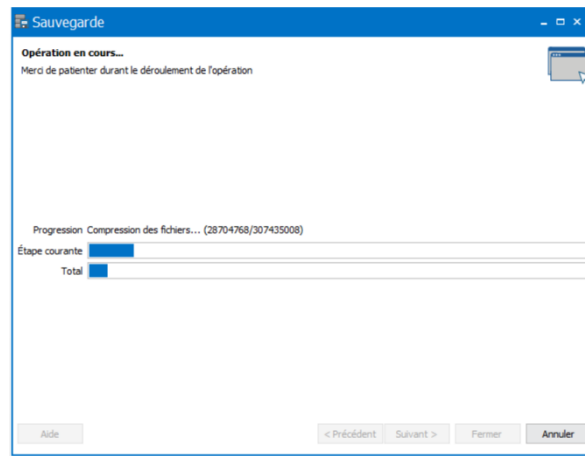 Sauvegarde
Opération en cours...
Merci de patienter durant le déroulement de l'opération
Progression Compression des fichiers... (28704768/307435008)
Étape courante
Total
Aide < Précédent Suivant > Fermer Annuler